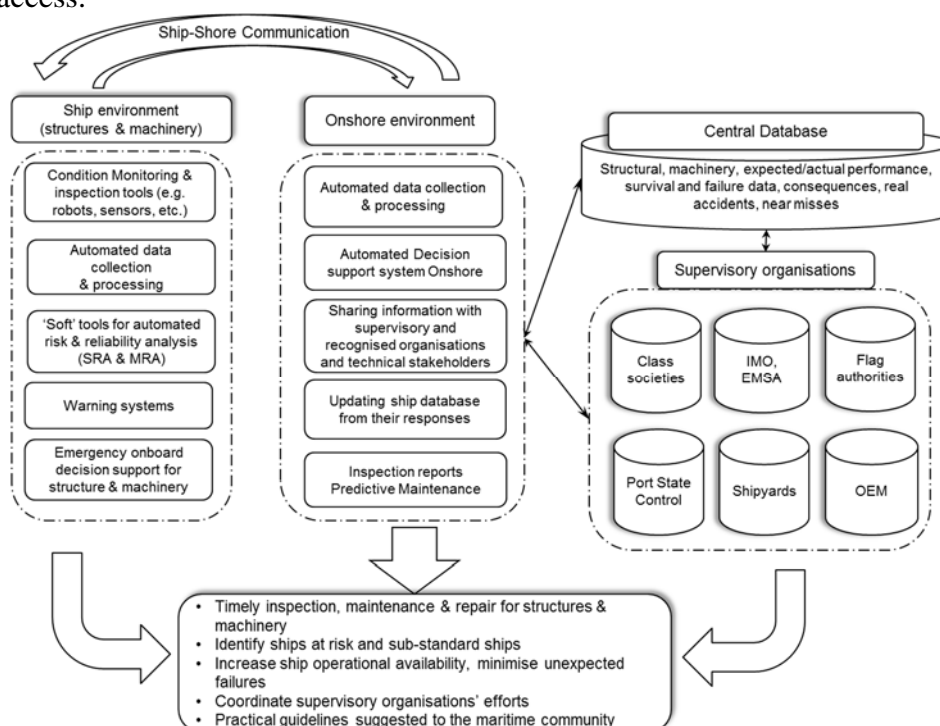 access.
Ship-Shore Communication
Ship environment
(structures & machinery)
Condition Monitoring &
inspection tools (e.g.
robots, sensors, etc.)
Automated data
collection
& processing
'Soft' tools for automated
risk & reliability analysis
(SRA & MRA)
Warning systems
Emergency onboard
decision support for
structure & machinery
Onshore environment
Automated data collection
& processing
Automated Decision
support system Onshore
Sharing information with
supervisory and
recognised organisations
and technical stakeholders
Updating ship database
from their responses
Inspection reports
Predictive Maintenance
Central Database
Structural, machinery, expected/actual performance,
survival and failure data, consequences, real
accidents, near misses
Supervisory organisations
Class
societies
IMO,
EMSA
Flag
authorities
Port State
Control
Shipyards
OEM
• Timely inspection, maintenance & repair for structures &
machinery
• Identify ships at risk and sub-standard ships
• Increase ship operational availability, minimise unexpected
failures
• Coordinate supervisory organisations' efforts
• Practical guidelines suggested to the maritime community